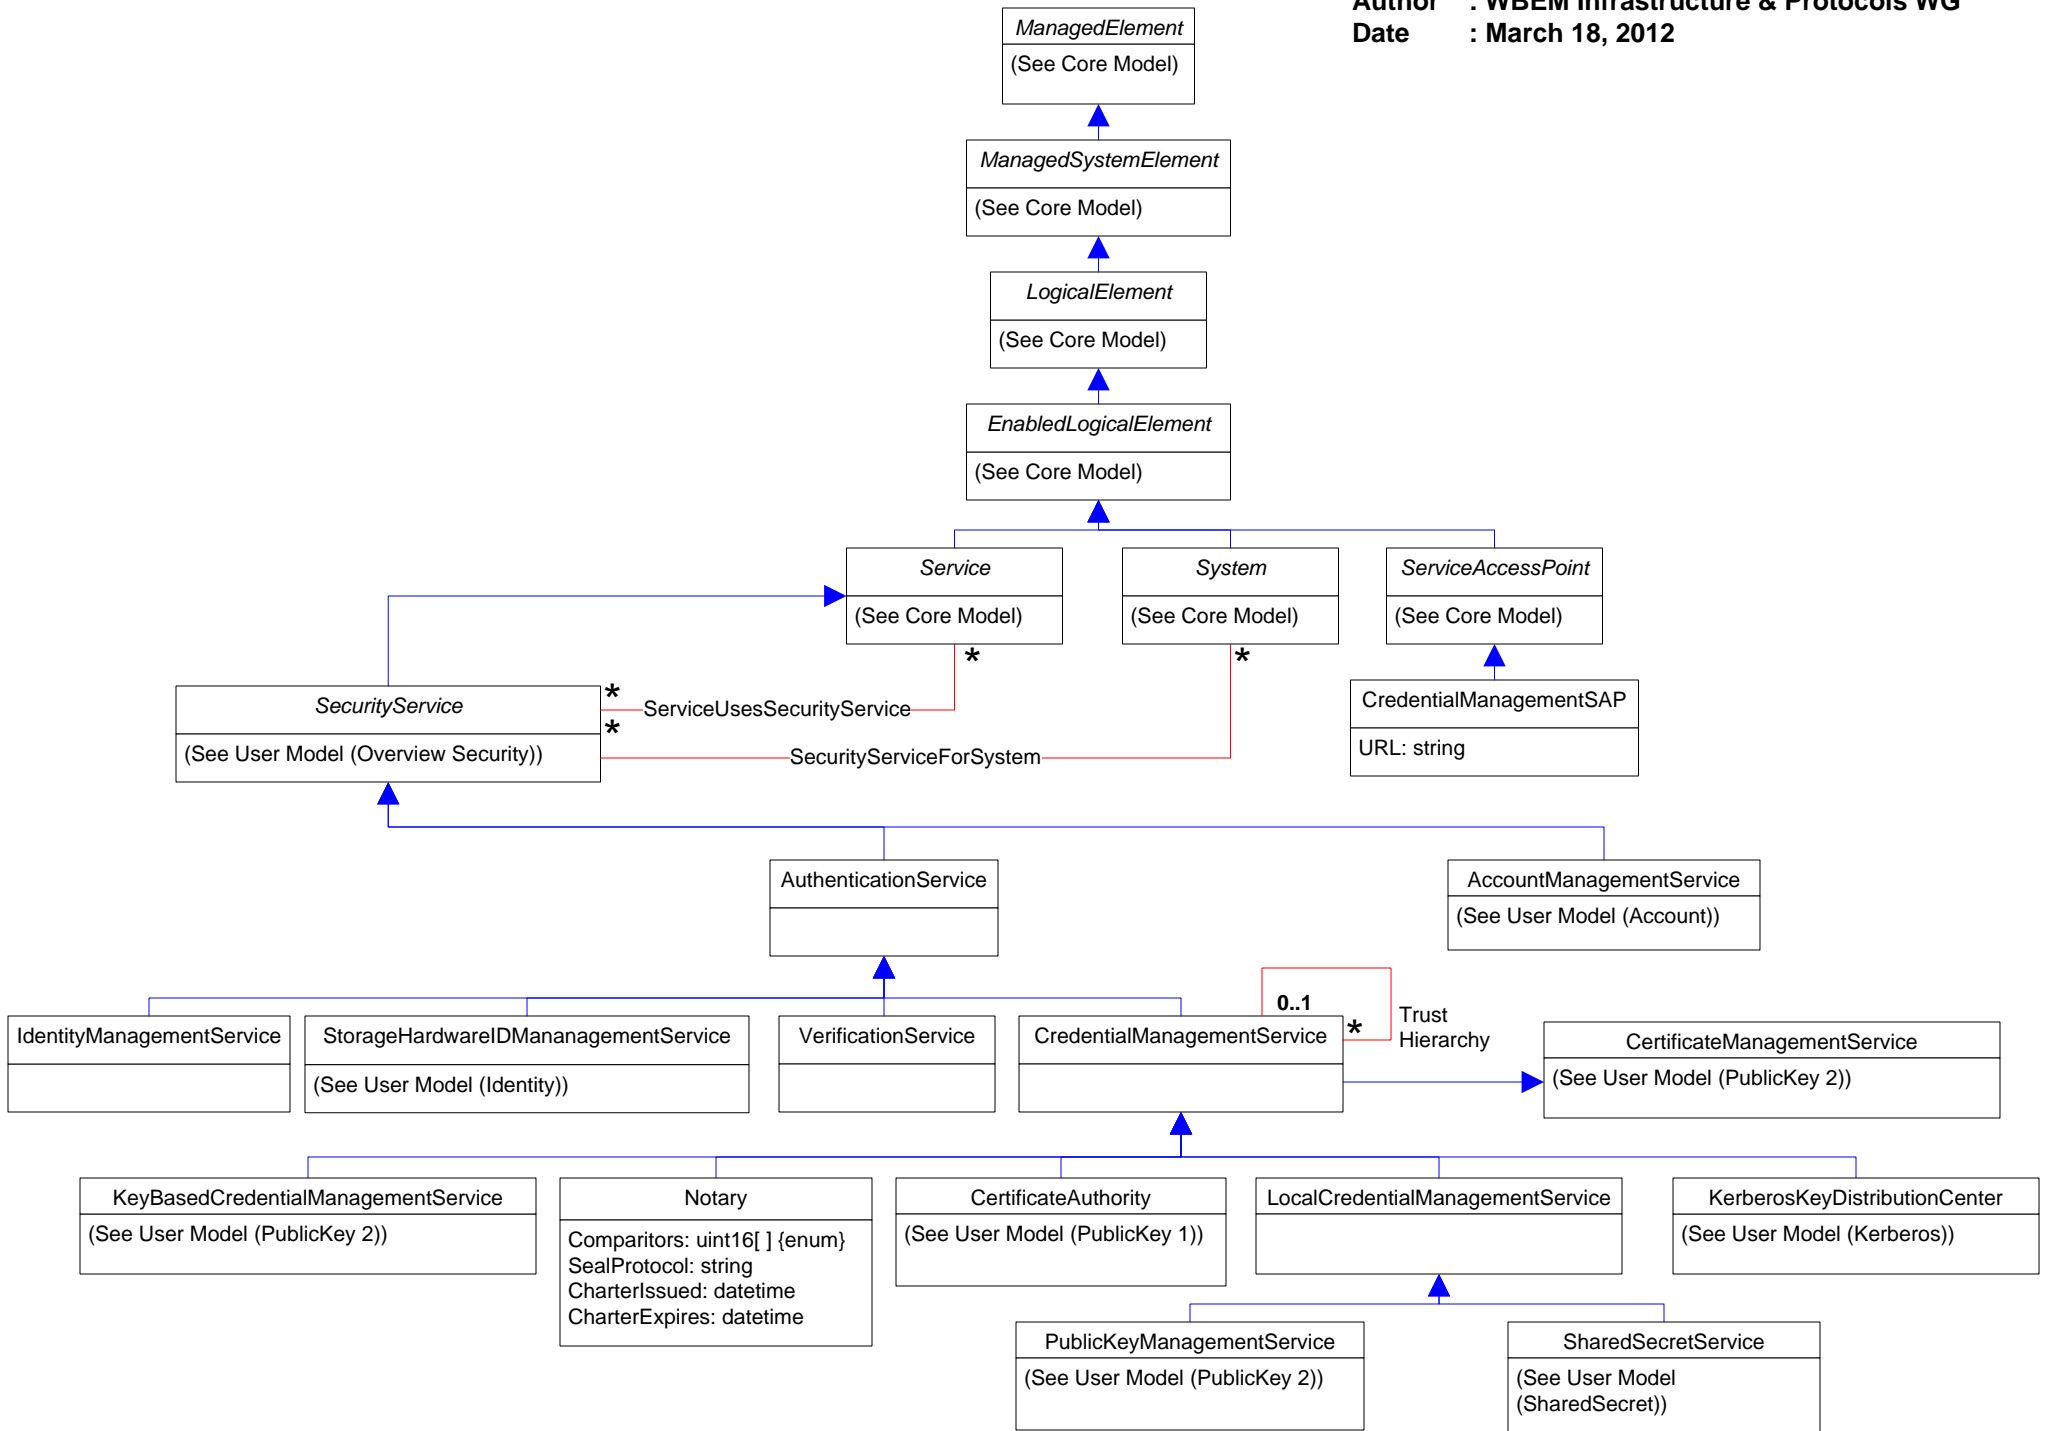 Author : WBEM Infrastructure & Protocols WG
Date : March 18, 2012
ManagedElement
(See Core Model)
ManagedSystemElement
(See Core Model)
LogicalElement
(See Core Model)
EnabledLogicalElement
(See Core Model)
Service
(See Core Model)
System
(See Core Model)
ServiceAccessPoint
(See Core Model)
*
*
SecurityService
(See User Model (Overview Security))
*
ServiceUsesSecurityService
*
SecurityServiceForSystem
CredentialManagementSAP
URL: string
AuthenticationService
AccountManagementService
(See User Model (Account))
IdentityManagementService
StorageHardwareIDMananagementService
(See User Model (Identity))
VerificationService
CredentialManagementService
0..1
*
Trust
Hierarchy
CertificateManagementService
(See User Model (PublicKey 2))
KeyBasedCredentialManagementService
(See User Model (PublicKey 2))
Notary
Comparitors: uint16[ ] {enum}
SealProtocol: string
CharterIssued: datetime
CharterExpires: datetime
CertificateAuthority
(See User Model (PublicKey 1))
LocalCredentialManagementService
KerberosKeyDistributionCenter
(See User Model (Kerberos))
PublicKeyManagementService
(See User Model (PublicKey 2))
SharedSecretService
(See User Model
(SharedSecret))